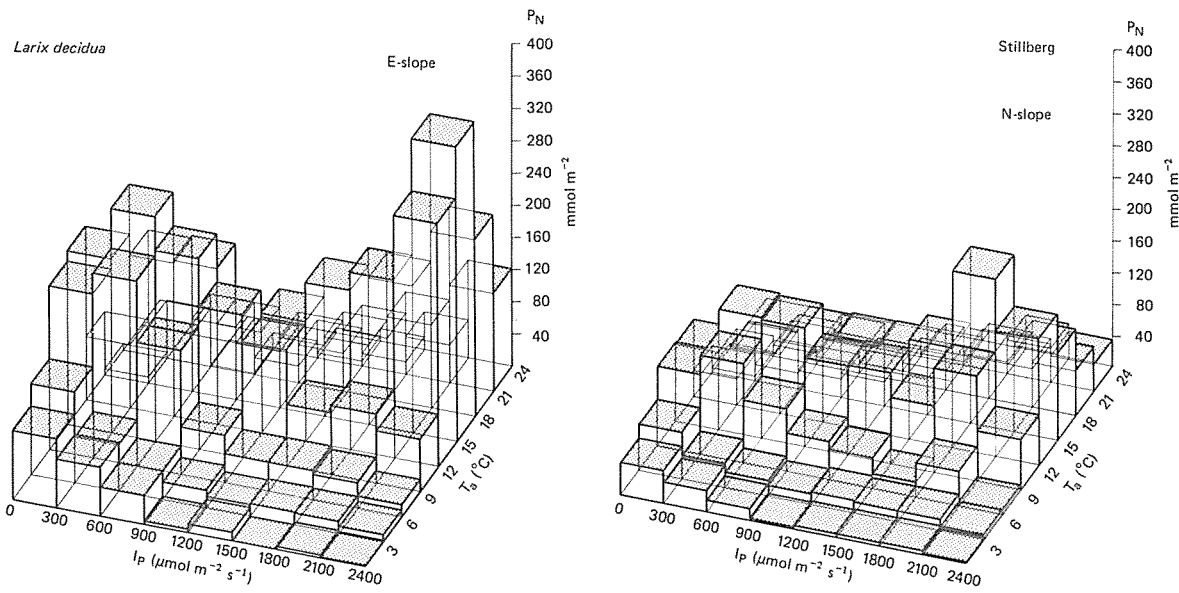 Larix decidua
E-slope
P_N
400
360
320
280
240
200
160
120
80
40
mmol m⁻²
24
21
18
15
12
9
6
3
Tₐ (°C)
0 300 600 900 1200 1500 1800 2100 2400
I_P (μmol m⁻² s⁻¹)
Stillberg
N-slope
P_N
400
360
320
280
240
200
160
120
80
40
mmol m⁻²
24
21
18
15
12
9
6
3
Tₐ (°C)
0 300 600 900 1200 1500 1800 2100 2400
I_P (μmol m⁻² s⁻¹)